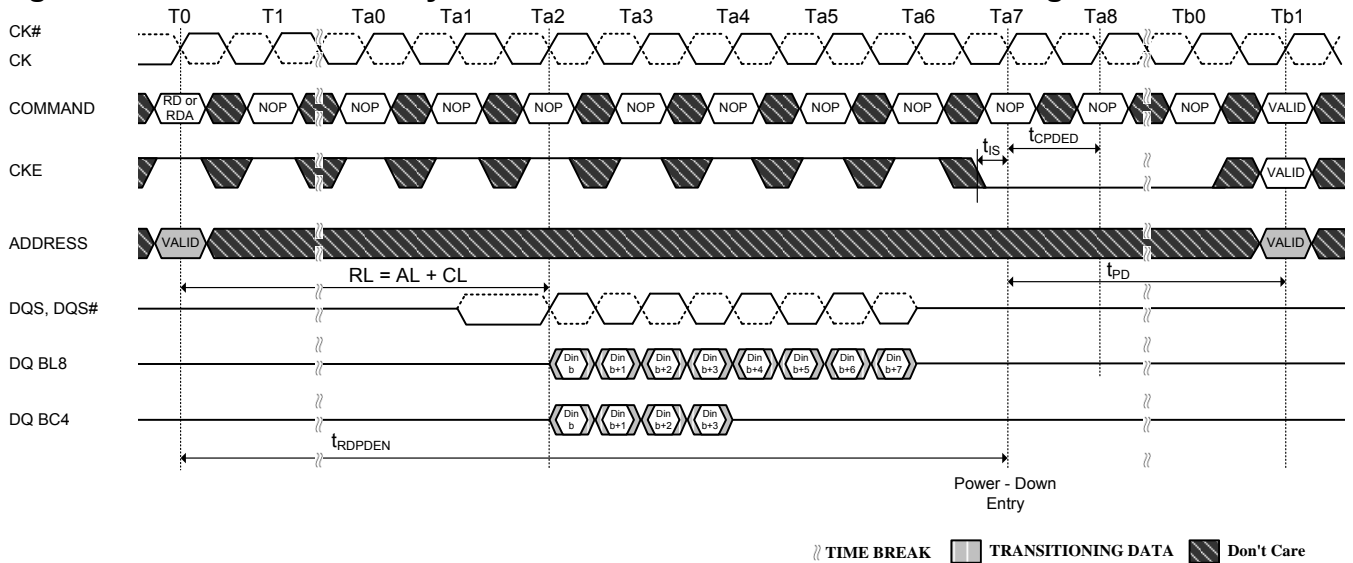 T0 T1 Ta0 Ta1 Ta2 Ta3 Ta4 Ta5 Ta6 Ta7 Ta8 Tb0 Tb1
CK#
CK
COMMAND
RD or
RDA
NOP NOP NOP NOP NOP NOP NOP NOP NOP NOP NOP VALID
tIS
tCPDED
CKE
VALID
ADDRESS
VALID VALID
RL = AL + CL
tPD
DQS, DQS#
DQ BL8
Din
b
Din
b+1
Din
b+2
Din
b+3
Din
b+4
Din
b+5
Din
b+6
Din
b+7
DQ BC4
Din
b
Din
b+1
Din
b+2
Din
b+3
tRDPDEN
Power - Down
Entry
TIME BREAK TRANSITIONING DATA Don't Care